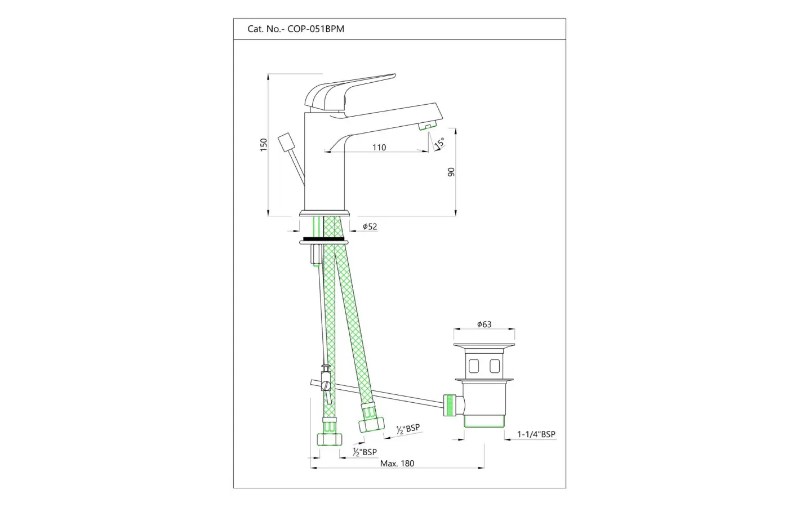 Cat. No.- COP-051BPM
150
110
15°
90
ø52
ø63
½"BSP
1-1/4"BSP
½"BSP
Max. 180